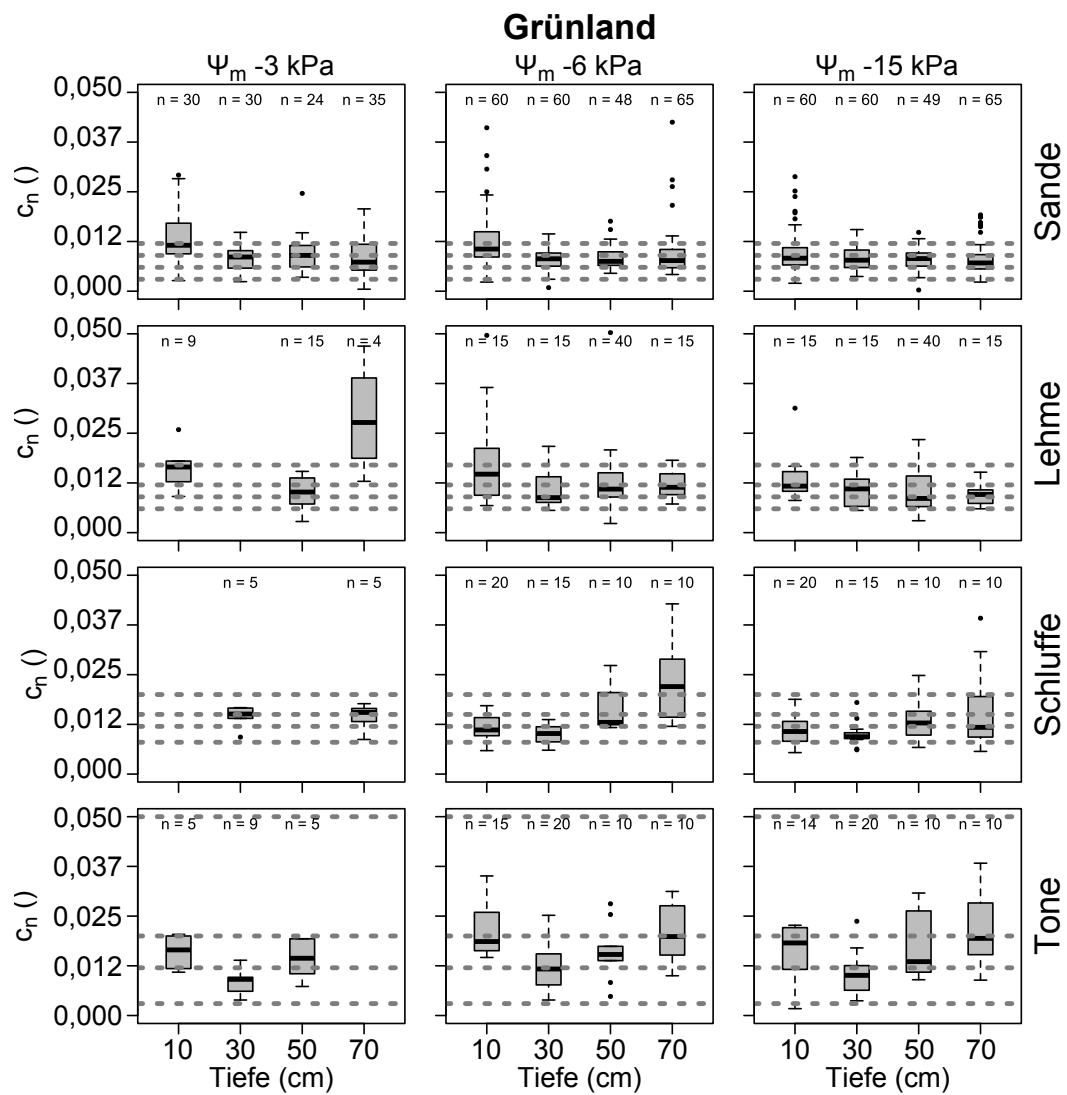 Grünland
Ψm -3 kPa Ψm -6 kPa Ψm -15 kPa
n = 30 n = 30 n = 24 n = 35
n = 60 n = 60 n = 48 n = 65
n = 60 n = 60 n = 49 n = 65
0,050
0,037
0,025
0,012
0,000
cn ()
Sande
n = 9 n = 15 n = 4
n = 15 n = 15 n = 40 n = 15
n = 15 n = 15 n = 40 n = 15
0,050
0,037
0,025
0,012
0,000
cn ()
Lehme
n = 5 n = 5
n = 20 n = 15 n = 10 n = 10
n = 20 n = 15 n = 10 n = 10
0,050
0,037
0,025
0,012
0,000
cn ()
Schluffe
n = 5 n = 9 n = 5
n = 15 n = 20 n = 10 n = 10
n = 14 n = 20 n = 10 n = 10
0,050
0,037
0,025
0,012
0,000
cn ()
Tone
10 30 50 70 10 30 50 70 10 30 50 70
Tiefe (cm) Tiefe (cm) Tiefe (cm)